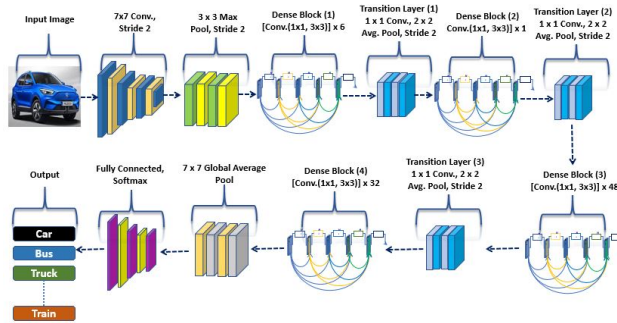 Input Image
7x7 Conv.,
Stride 2
3 x 3 Max
Pool, Stride 2
Dense Block (1)
[Conv.(1x1, 3x3)] x 6
Transition Layer (1)
1 x 1 Conv., 2 x 2
Avg. Pool, Stride 2
Dense Block (2)
Conv.(1x1, 3x3)] x 1
Transition Layer (2)
1 x 1 Conv., 2 x 2
Avg. Pool, Stride 2
Output
Fully Connected,
Softmax
7 x 7 Global Average
Pool
Dense Block (4)
[Conv.(1x1, 3x3)] x 32
Transition Layer (3)
1 x 1 Conv., 2 x 2
Avg. Pool, Stride 2
Dense Block (3)
[Conv.(1x1, 3x3)] x 48
Car
Bus
Truck
Train